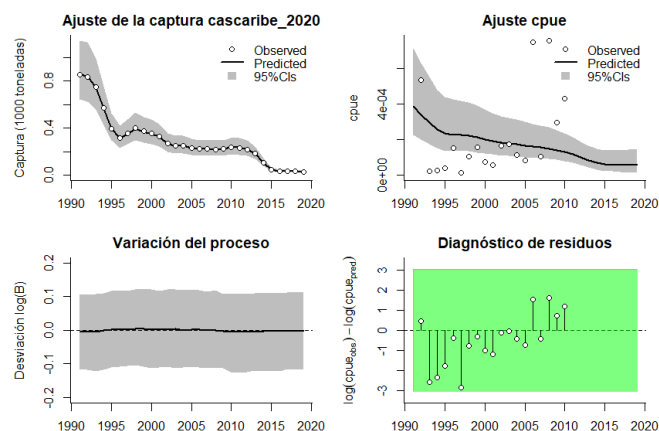 Ajuste de la captura cascaribe_2020
Captura (1000 toneladas)
0.0 0.4 0.8
Observed
Predicted
95%CIs
1990 1995 2000 2005 2010 2015 2020
Ajuste cpue
cpue
0e+00 4e-04
Observed
Predicted
95%CIs
1990 1995 2000 2005 2010 2015 2020
Variación del proceso
Desviación log(B)
-0.2 -0.1 0.0 0.1 0.2
1990 1995 2000 2005 2010 2015 2020
Diagnóstico de residuos
log(cpue_obs) − log(cpue_pred)
-3 -1 0 1 3
1990 1995 2000 2005 2010 2015 2020